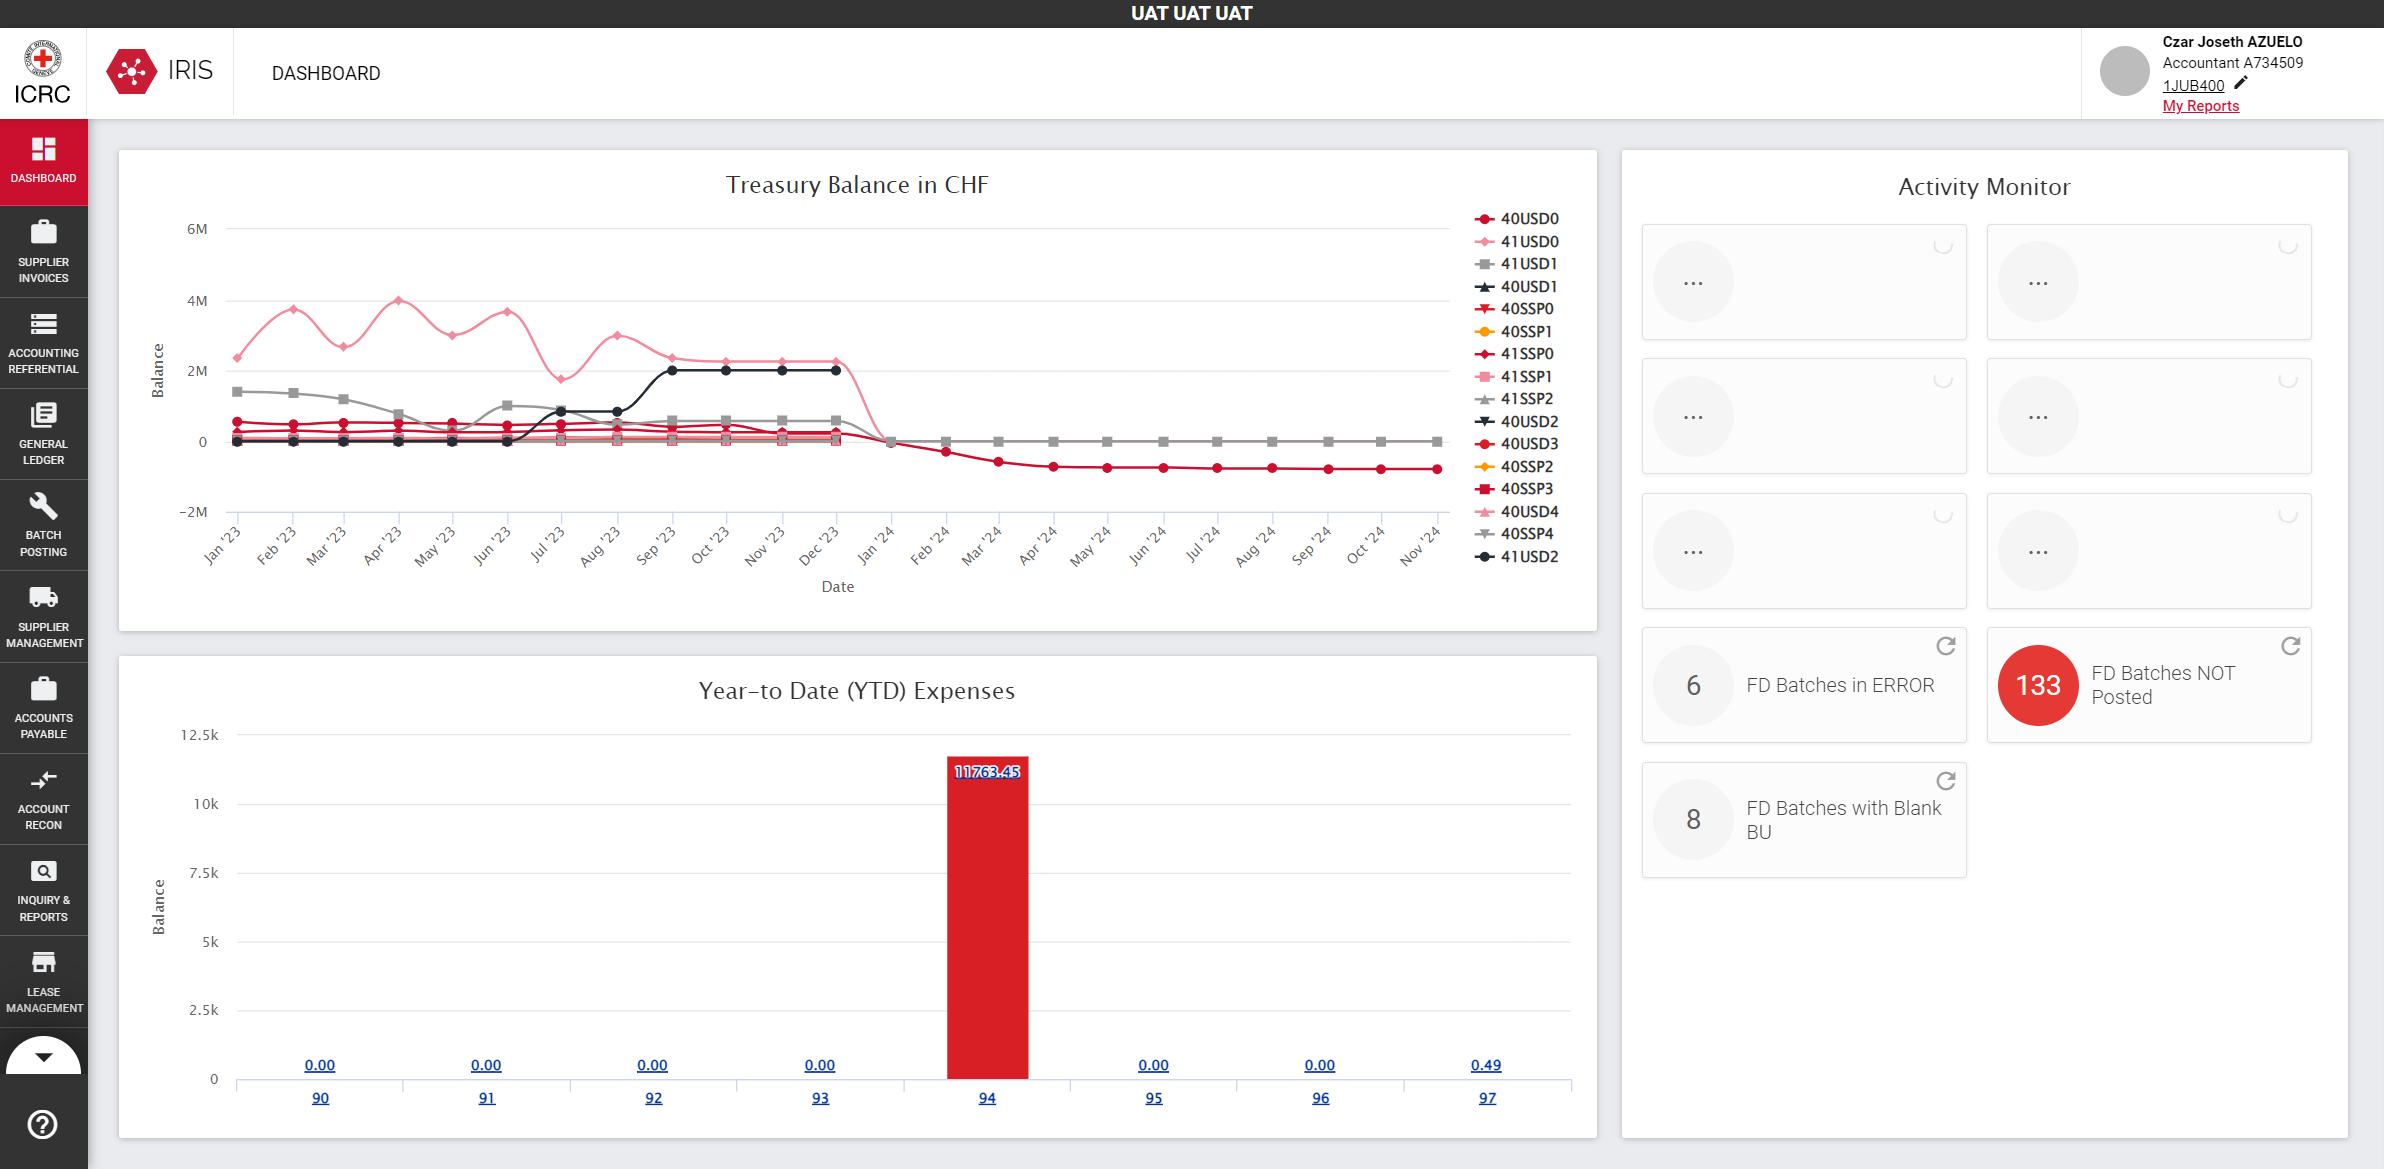 UAT UAT UAT
ICRC
IRIS
DASHBOARD
Czar Joseth AZUELO
Accountant A734509
1JUB400
My Reports
DASHBOARD
SUPPLIER
INVOICES
ACCOUNTING
REFERENTIAL
GENERAL
LEDGER
BATCH
POSTING
SUPPLIER
MANAGEMENT
ACCOUNTS
PAYABLE
ACCOUNT
RECON
INQUIRY &
REPORTS
LEASE
MANAGEMENT
Treasury Balance in CHF
Balance
6M
4M
2M
0
-2M
Jan '23
Feb '23
Mar '23
Apr '23
May '23
Jun '23
Jul '23
Aug '23
Sep '23
Oct '23
Nov '23
Dec '23
Jan '24
Feb '24
Mar '24
Apr '24
May '24
Jun '24
Jul '24
Aug '24
Sep '24
Oct '24
Nov '24
Date
40USD0
41USD0
41USD1
40USD1
40SSP0
40SSP1
41SSP0
41SSP1
41SSP2
40USD2
40USD3
40SSP2
40SSP3
40USD4
40SSP4
41USD2
Year-to Date (YTD) Expenses
Balance
12.5k
10k
7.5k
5k
2.5k
0
0.00
0.00
0.00
0.00
11763.45
0.00
0.00
0.49
90
91
92
93
94
95
96
97
Activity Monitor
...
...
...
...
...
...
6
FD Batches in ERROR
133
FD Batches NOT
Posted
8
FD Batches with Blank
BU